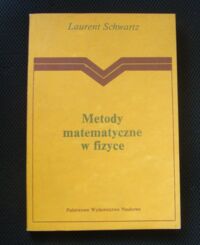 Laurent Schwartz
Metody
matematyczne
w fizyce
Państwowe Wydawnictwo Naukowe